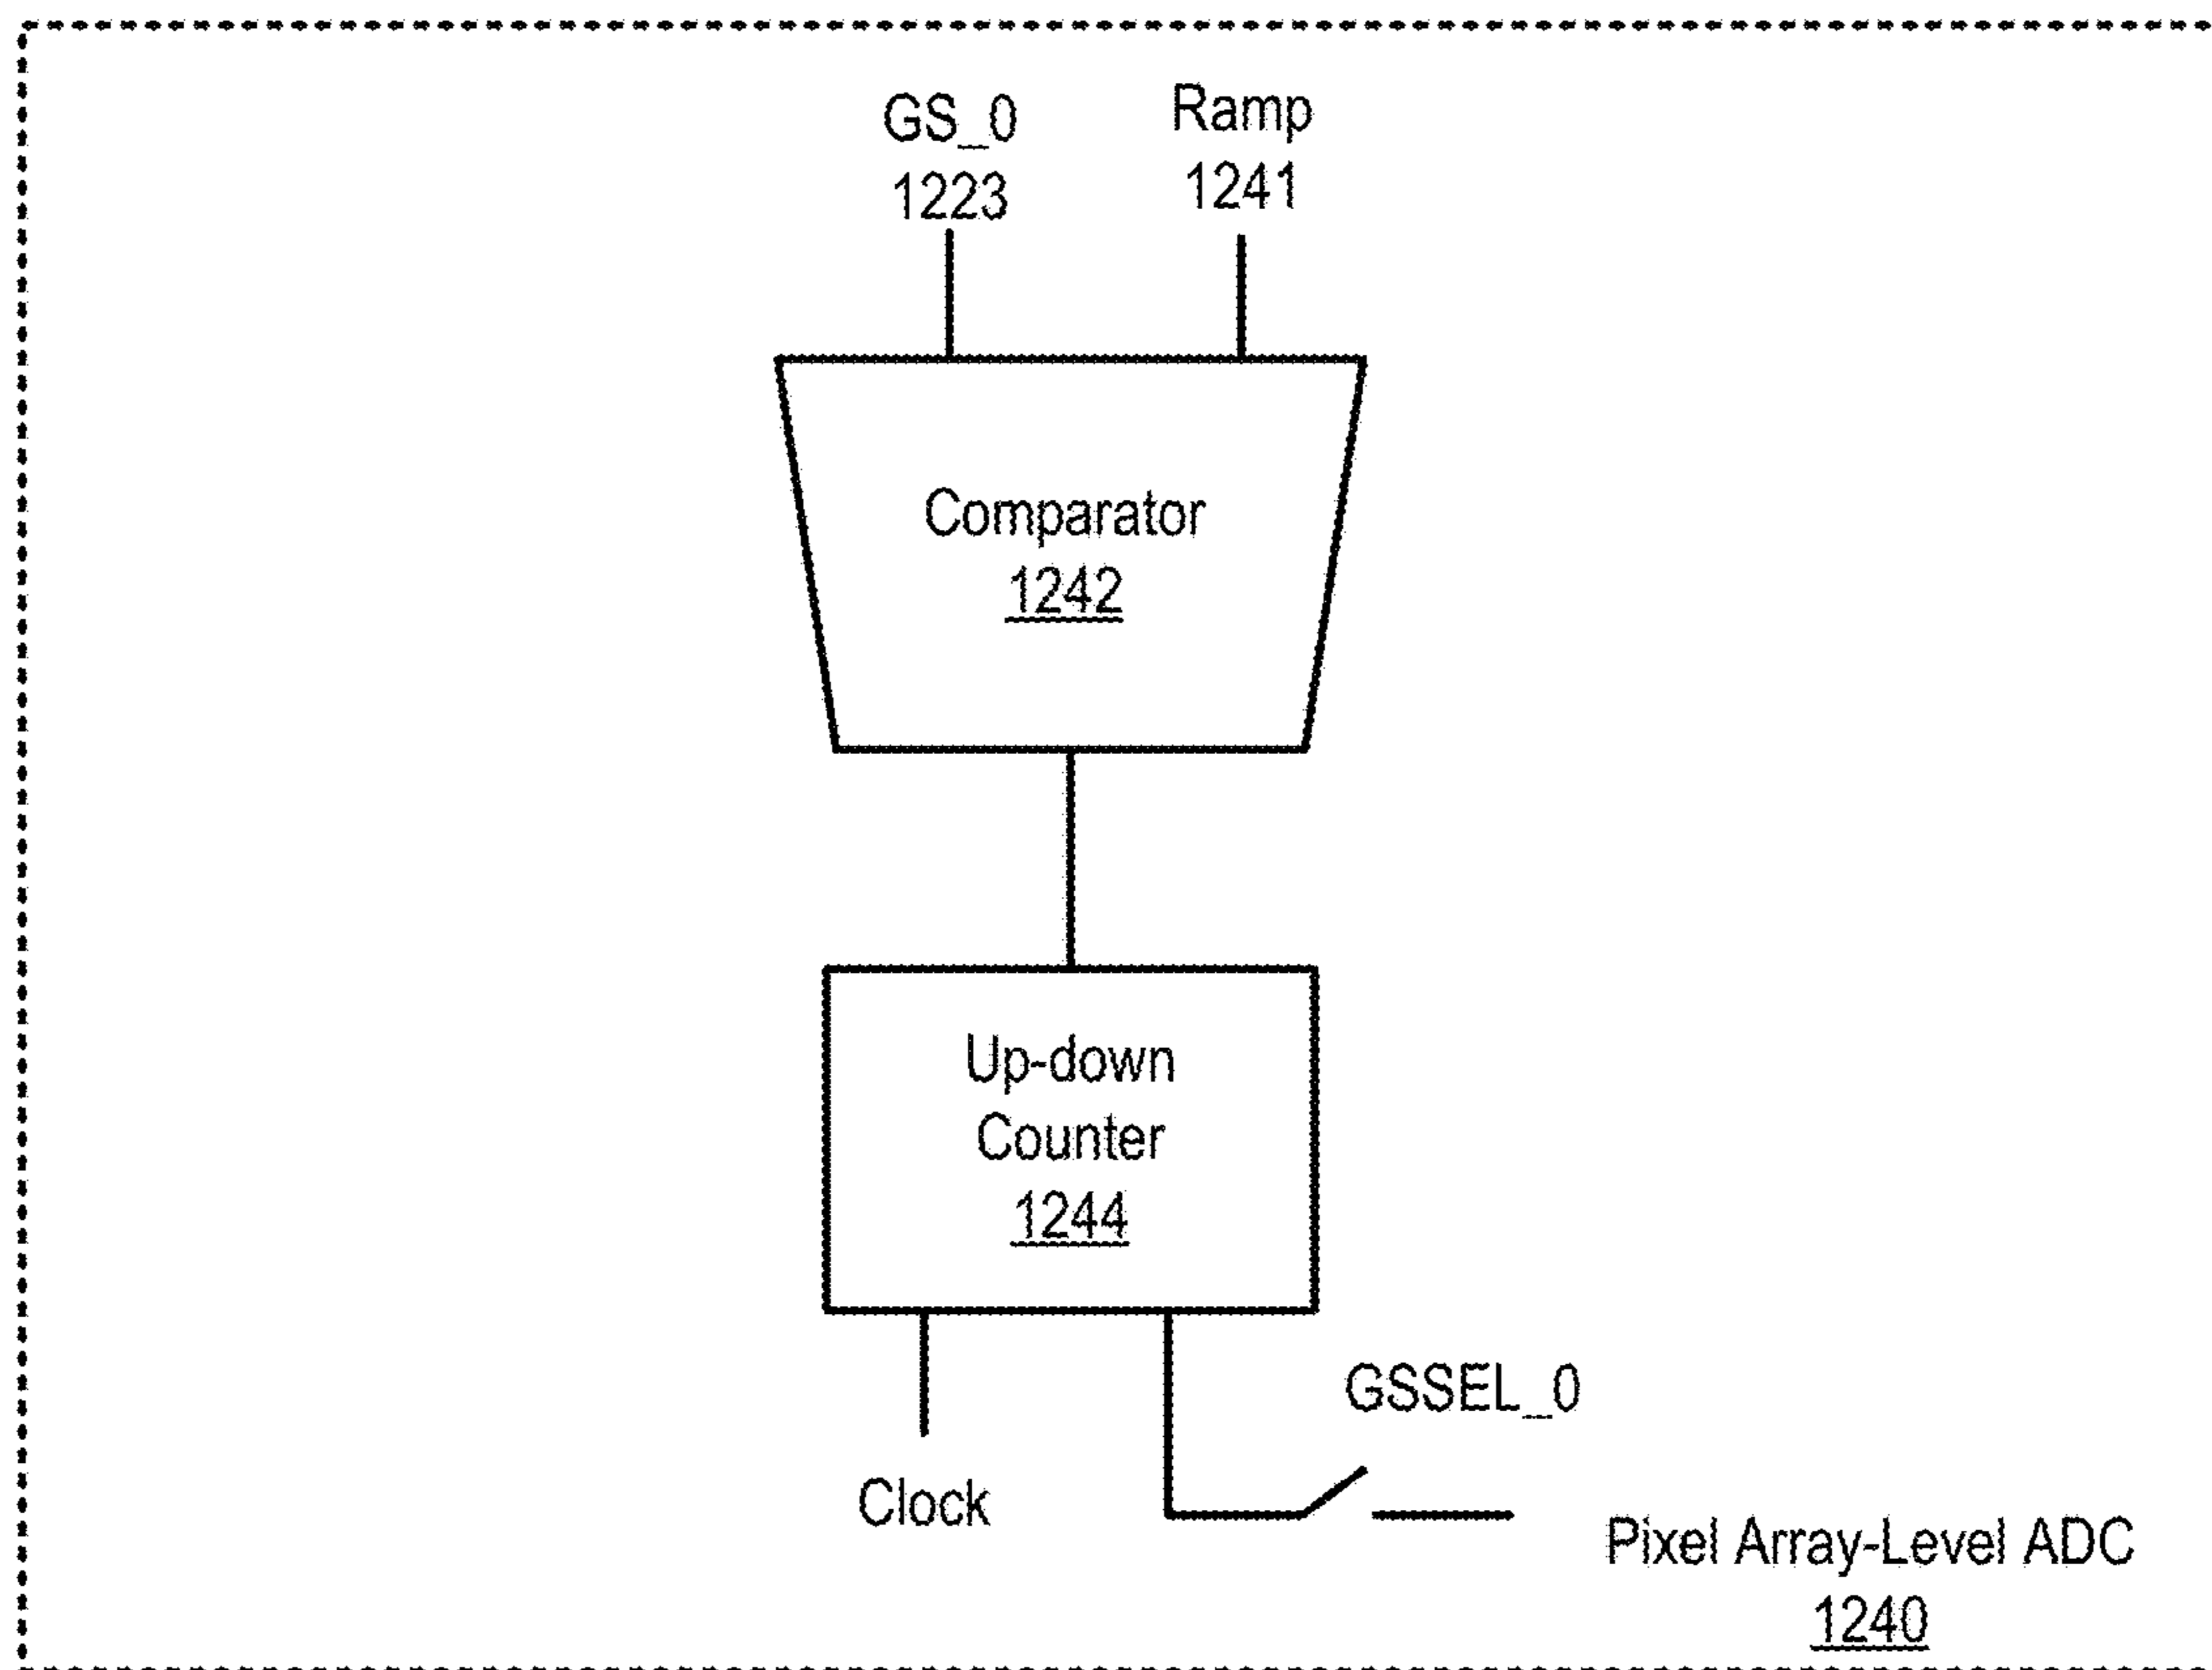 GS_0
1223
Ramp
1241
Comparator
1242
Up-down
Counter
1244
GSSEL_0
Clock
Pixel Array-Level ADC
1240